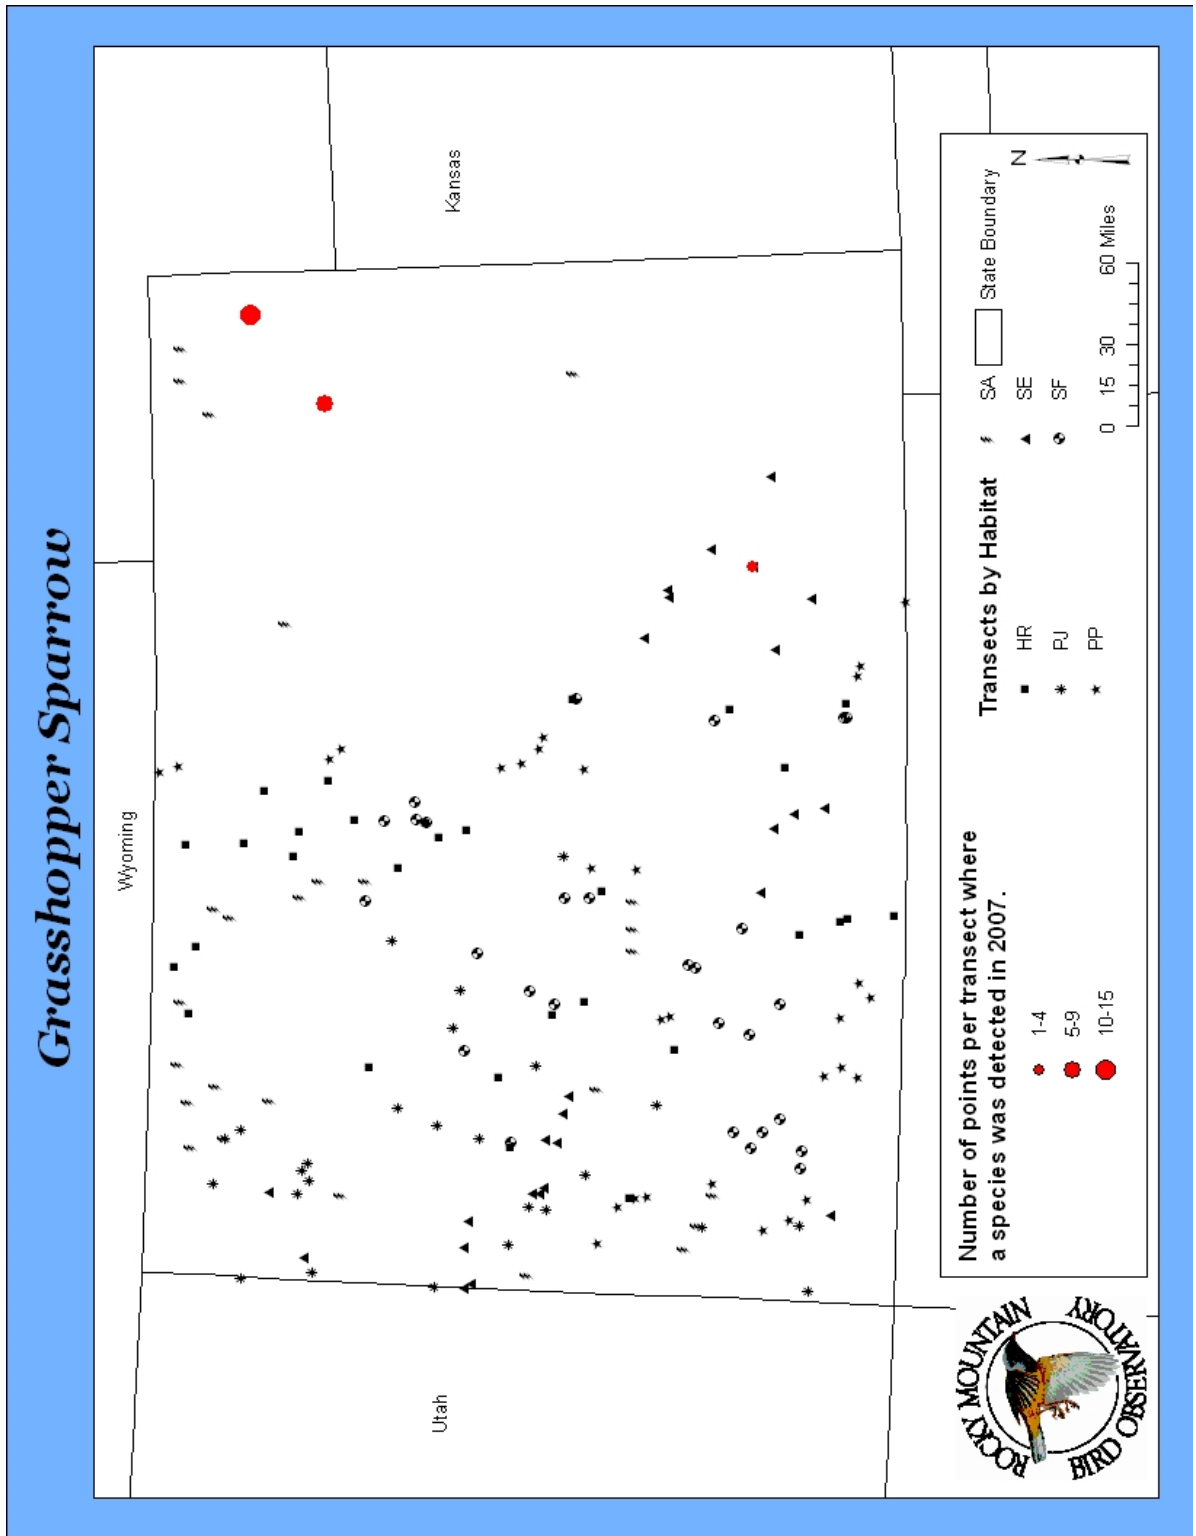 Grasshopper Sparrow
Wyoming
Utah
Kansas
Number of points per transect where
a species was detected in 2007.
1-4
5-9
10-15
Transects by Habitat
HR
PJ
PP
SA
SE
SF
State Boundary
N
0 15 30 60 Miles
ROCKY MOUNTAIN
BIRD OBSERVATORY